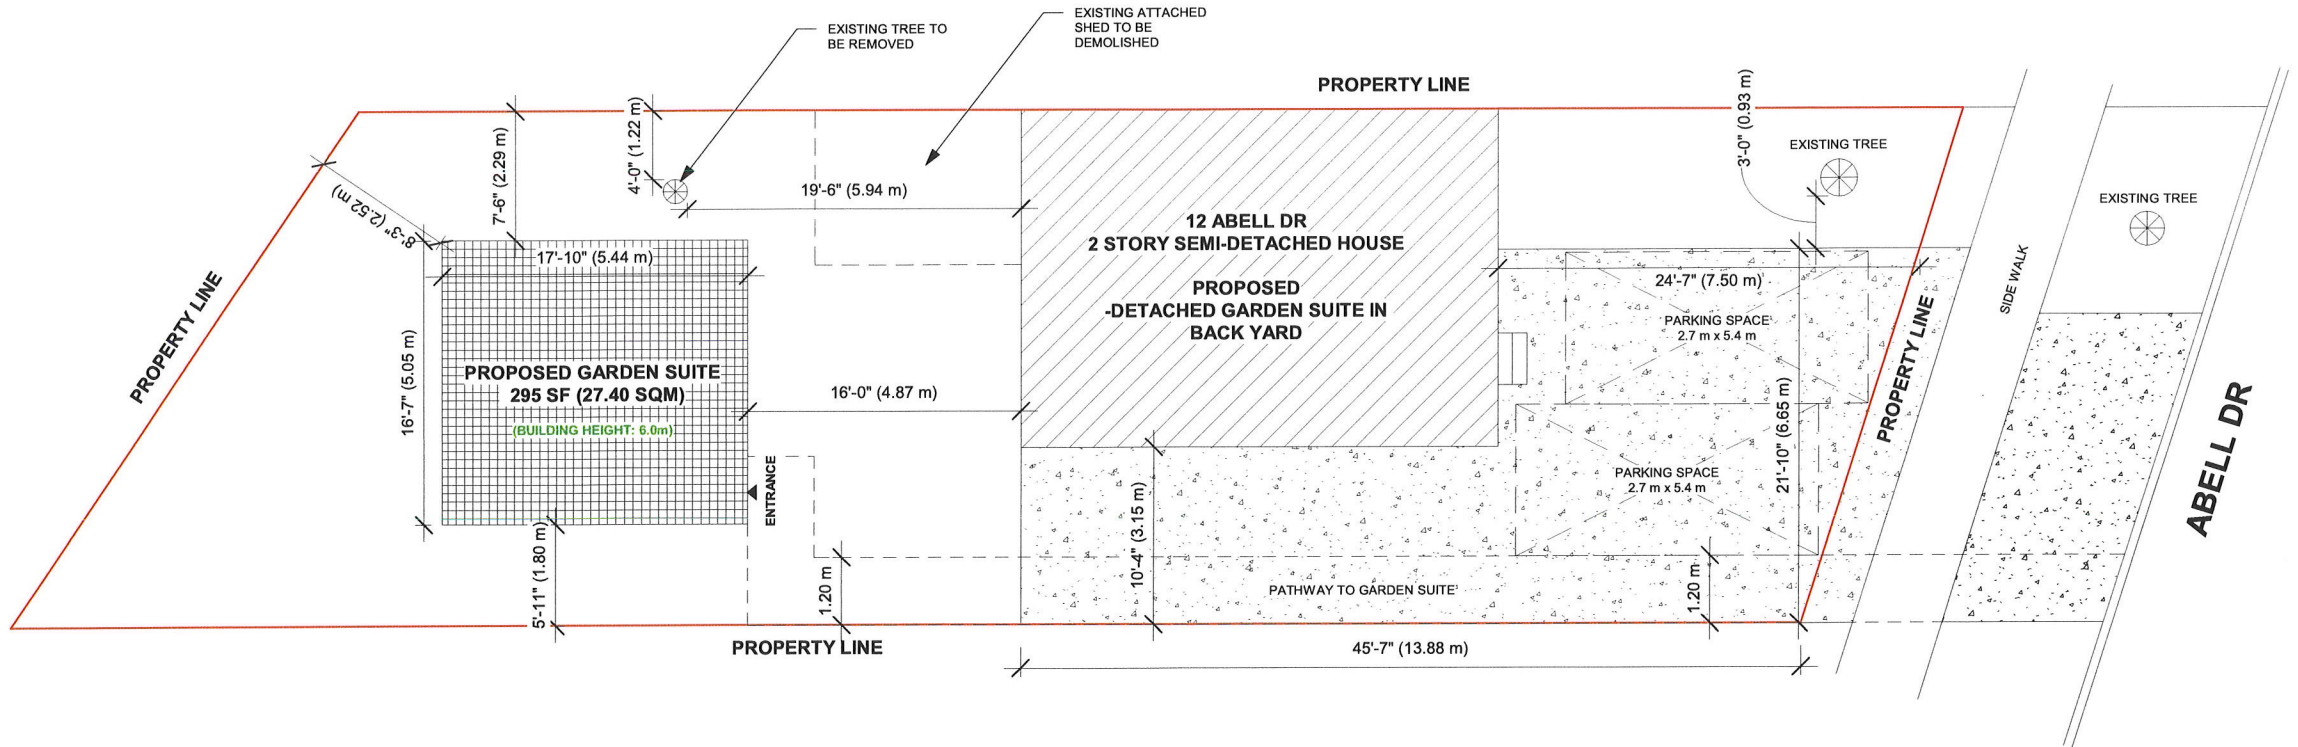 EXISTING TREE TO
BE REMOVED
EXISTING ATTACHED
SHED TO BE
DEMOLISHED
PROPERTY LINE
4'-0" (1.22 m)
3'-0" (0.93 m)
EXISTING TREE
7'-6" (2.29 m)
19'-6" (5.94 m)
8'-3" (2.52 m)
EXISTING TREE
12 ABELL DR
2 STORY SEMI-DETACHED HOUSE
PROPOSED
-DETACHED GARDEN SUITE IN
BACK YARD
17'-10" (5.44 m)
24'-7" (7.50 m)
SIDE WALK
PROPERTY LINE
PARKING SPACE
2.7 m x 5.4 m
PROPERTY LINE
16'-7" (5.05 m)
PROPOSED GARDEN SUITE
295 SF (27.40 SQM)
(BUILDING HEIGHT: 6.0m)
16'-0" (4.87 m)
21'-10" (6.65 m)
ABELL DR
ENTRANCE
PARKING SPACE
2.7 m x 5.4 m
10'-4" (3.15 m)
5'-11" (1.80 m)
1.20 m
PATHWAY TO GARDEN SUITE
1.20 m
PROPERTY LINE
45'-7" (13.88 m)